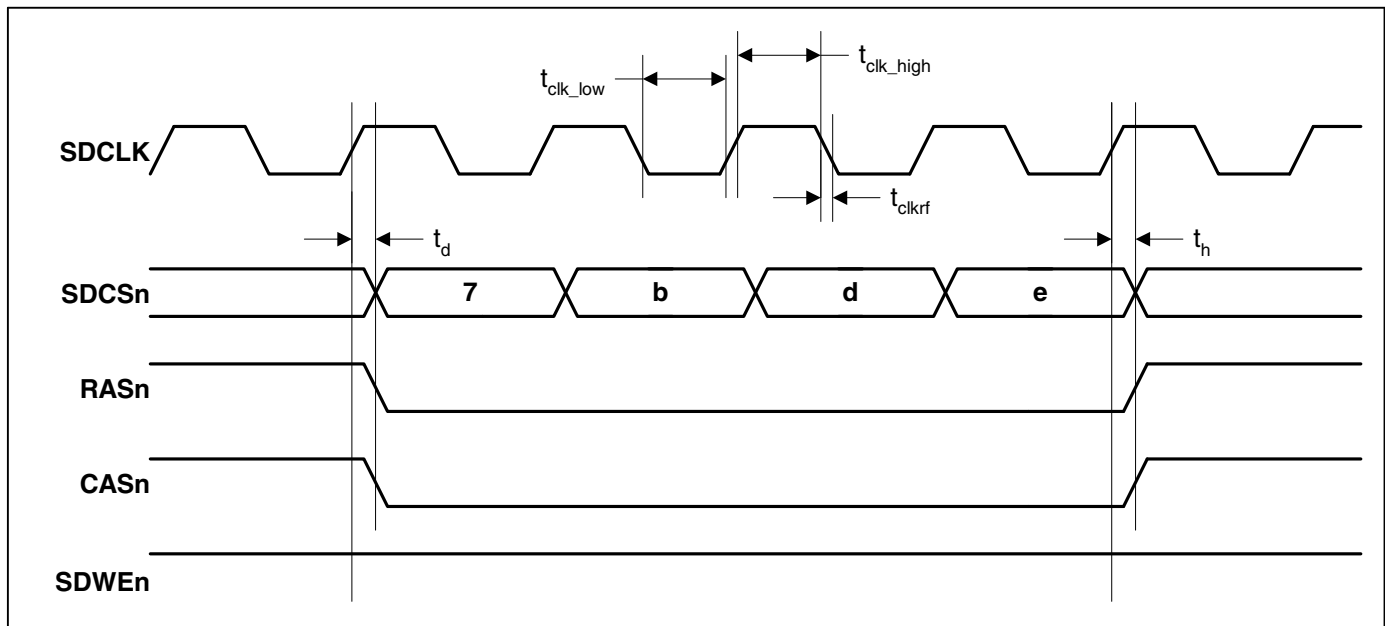 t_clk_high
t_clk_low
SDCLK
t_clkrf
t_d
t_h
SDCSn
7 b d e
RASn
CASn
SDWEn